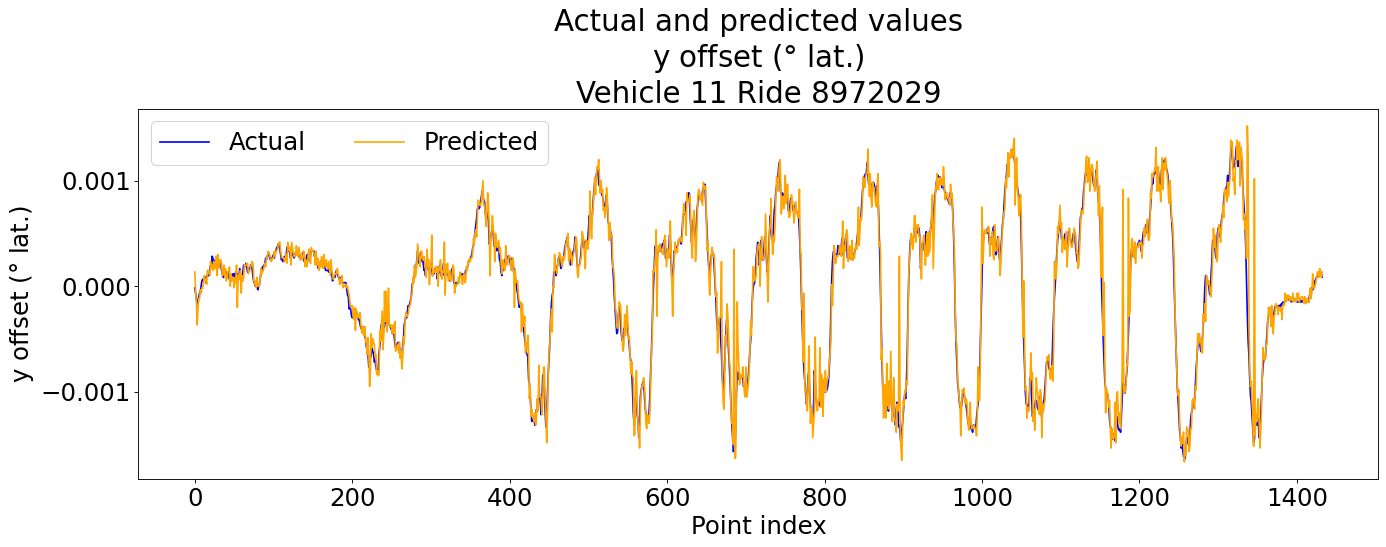 Actual and predicted values
y offset (° lat.)
Vehicle 11 Ride 8972029
Actual
Predicted
0.001
0.000
−0.001
y offset (° lat.)
0
200
400
600
800
1000
1200
1400
Point index